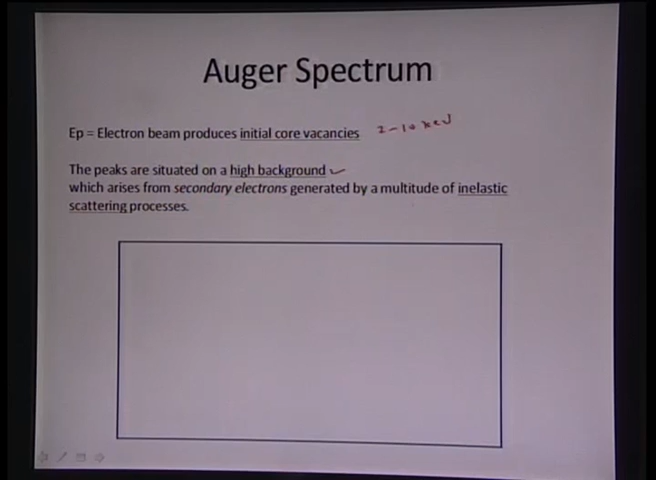 Auger Spectrum
Ep = Electron beam produces initial core vacancies 2-10 keV
The peaks are situated on a high background
which arises from secondary electrons generated by a multitude of inelastic
scattering processes.